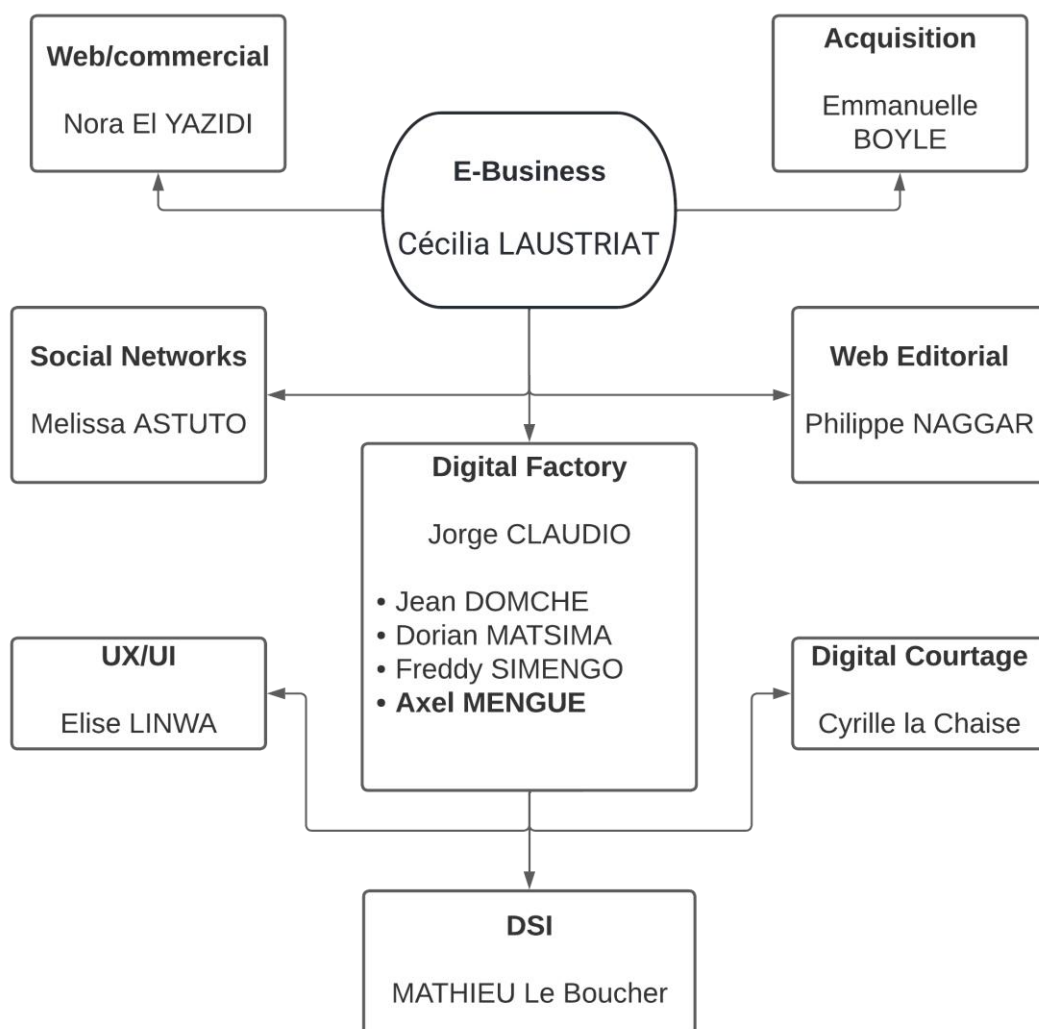 Web/commercial
Nora El YAZIDI
Acquisition
Emmanuelle
BOYLE
E-Business
Cécilia LAUSTRIAT
Social Networks
Melissa ASTUTO
Web Editorial
Philippe NAGGAR
Digital Factory
Jorge CLAUDIO
• Jean DOMCHE
• Dorian MATSIMA
• Freddy SIMENGO
• Axel MENGUE
UX/UI
Elise LINWA
Digital Courtage
Cyrille la Chaise
DSI
MATHIEU Le Boucher